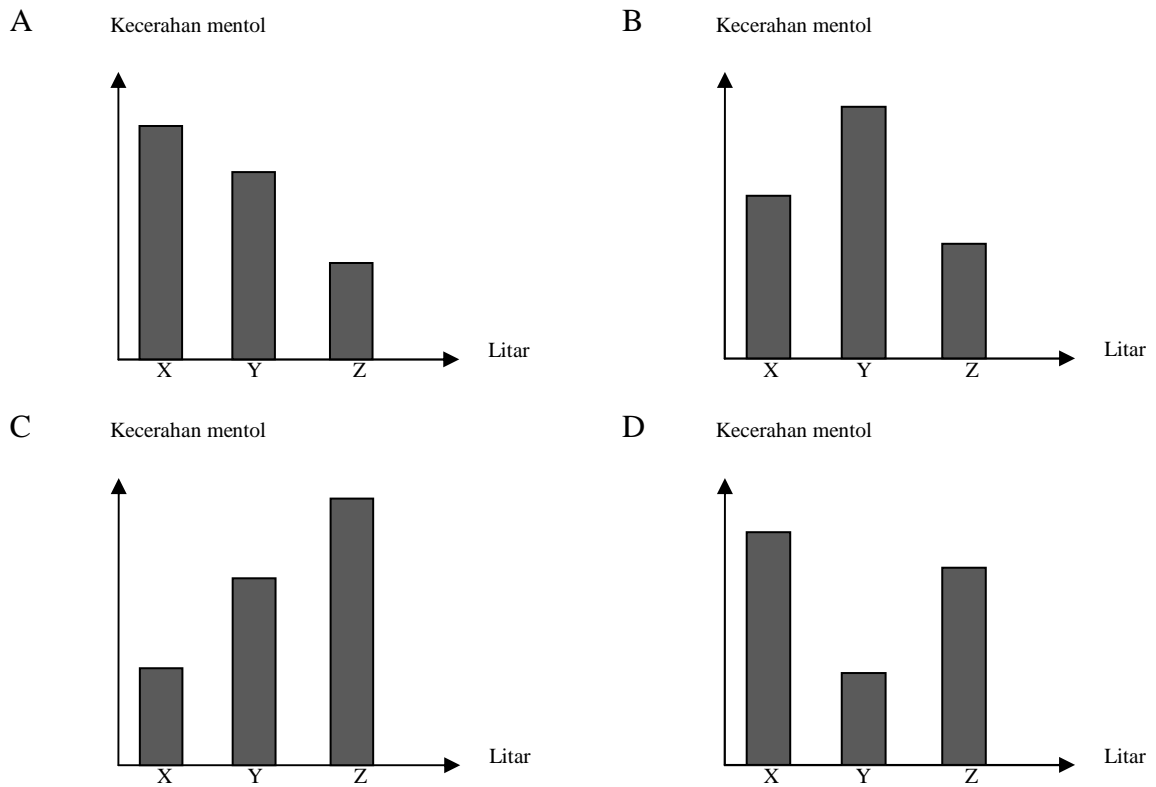 A Kecerahan mentol
B Kecerahan mentol
Litar
X Y Z
Litar
X Y Z
C Kecerahan mentol
D Kecerahan mentol
Litar
X Y Z
Litar
X Y Z